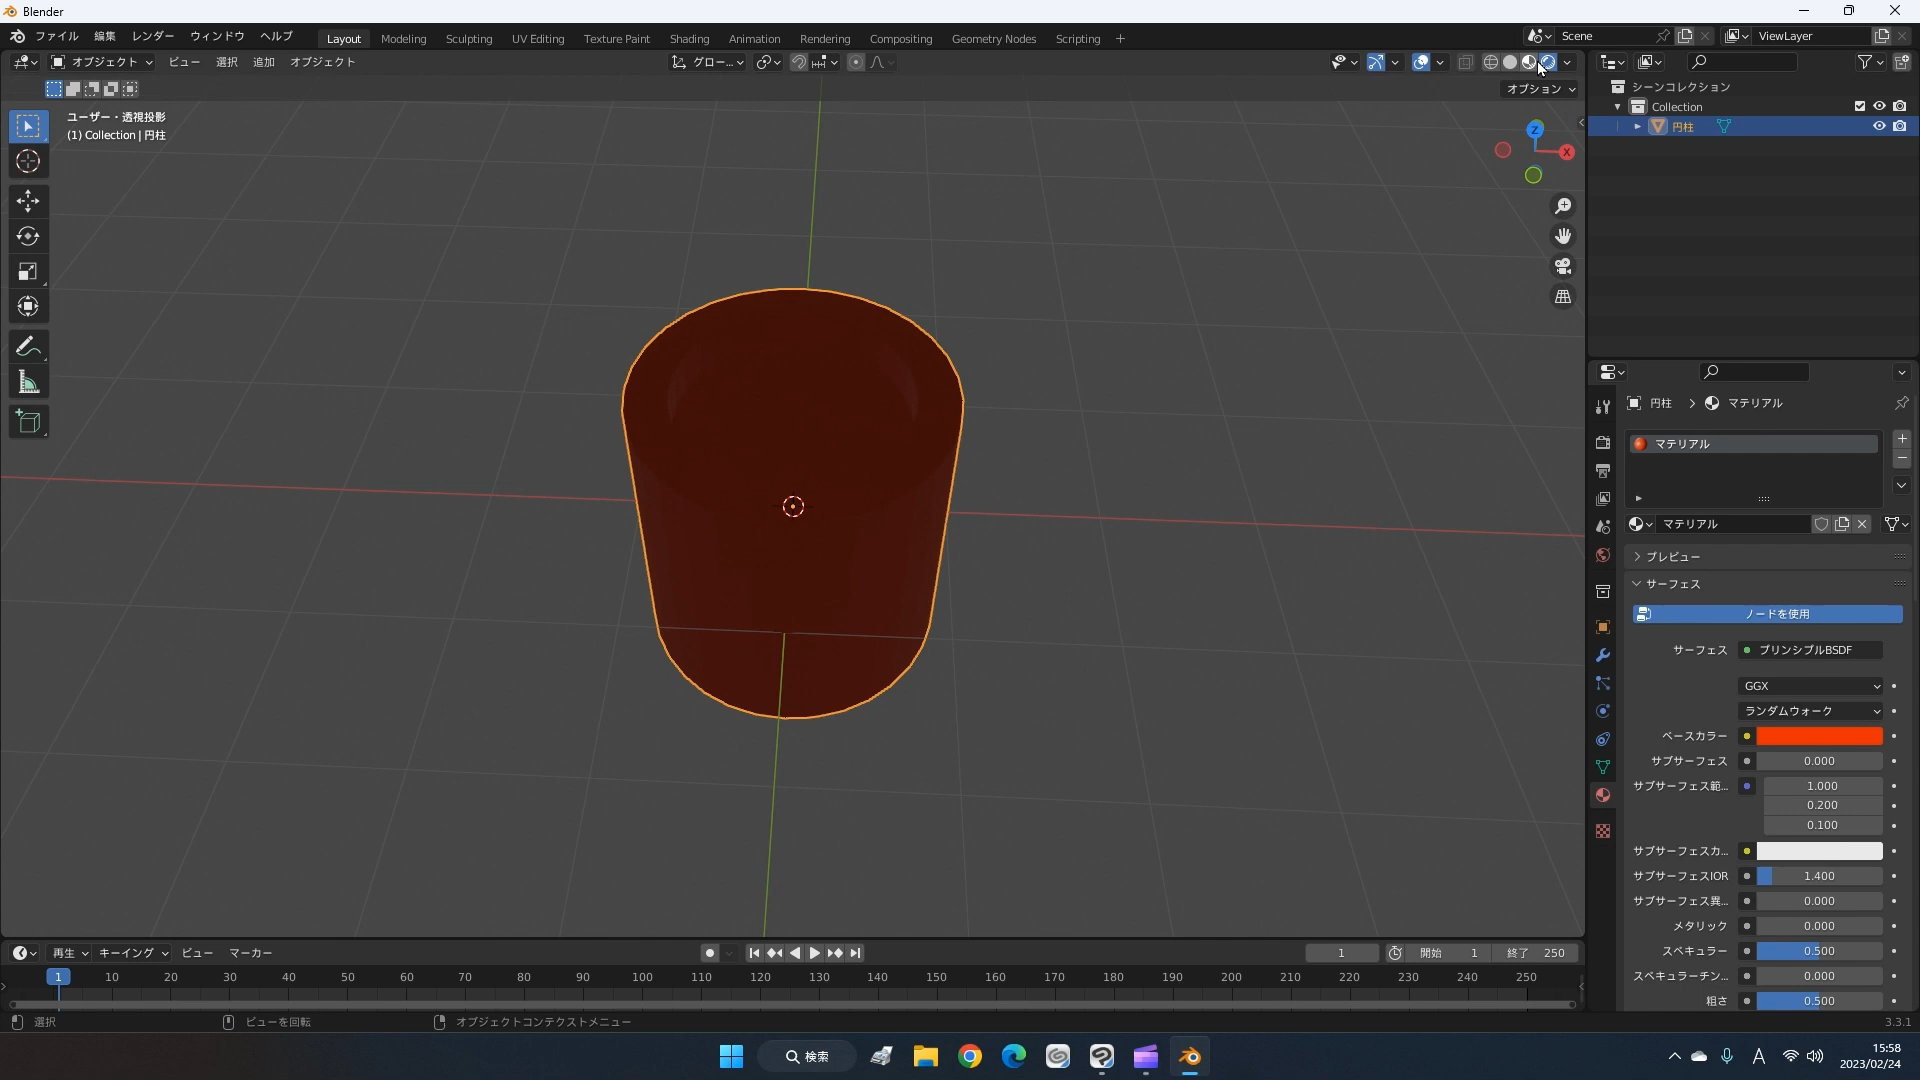 Blender
ファイル 編集 レンダー ウィンドウ ヘルプ Layout Modeling Sculpting UV Editing Texture Paint Shading Animation Rendering Compositing Geometry Nodes Scripting + Scene ViewLayer
オブジェクト ビュー 選択 追加 オブジェクト グロー...
オプション
シーンコレクション
Collection
円柱
ユーザー・透視投影
(1) Collection | 円柱
Z
X
円柱 > マテリアル
マテリアル
マテリアル
プレビュー
サーフェス
ノードを使用
サーフェス プリンシプルBSDF
GGX
ランダムウォーク
ベースカラー
サブサーフェス 0.000
サブサーフェス範... 1.000
0.200
0.100
サブサーフェスカ...
サブサーフェスIOR 1.400
サブサーフェス異... 0.000
メタリック 0.000
スペキュラー 0.500
スペキュラーチン... 0.000
粗さ 0.500
再生 キーイング ビュー マーカー 1 開始 1 終了 250
1 10 20 30 40 50 60 70 80 90 100 110 120 130 140 150 160 170 180 190 200 210 220 230 240 250
選択 ビューを回転 オブジェクトコンテクストメニュー 3.3.1
検索 A 15:58
2023/02/24